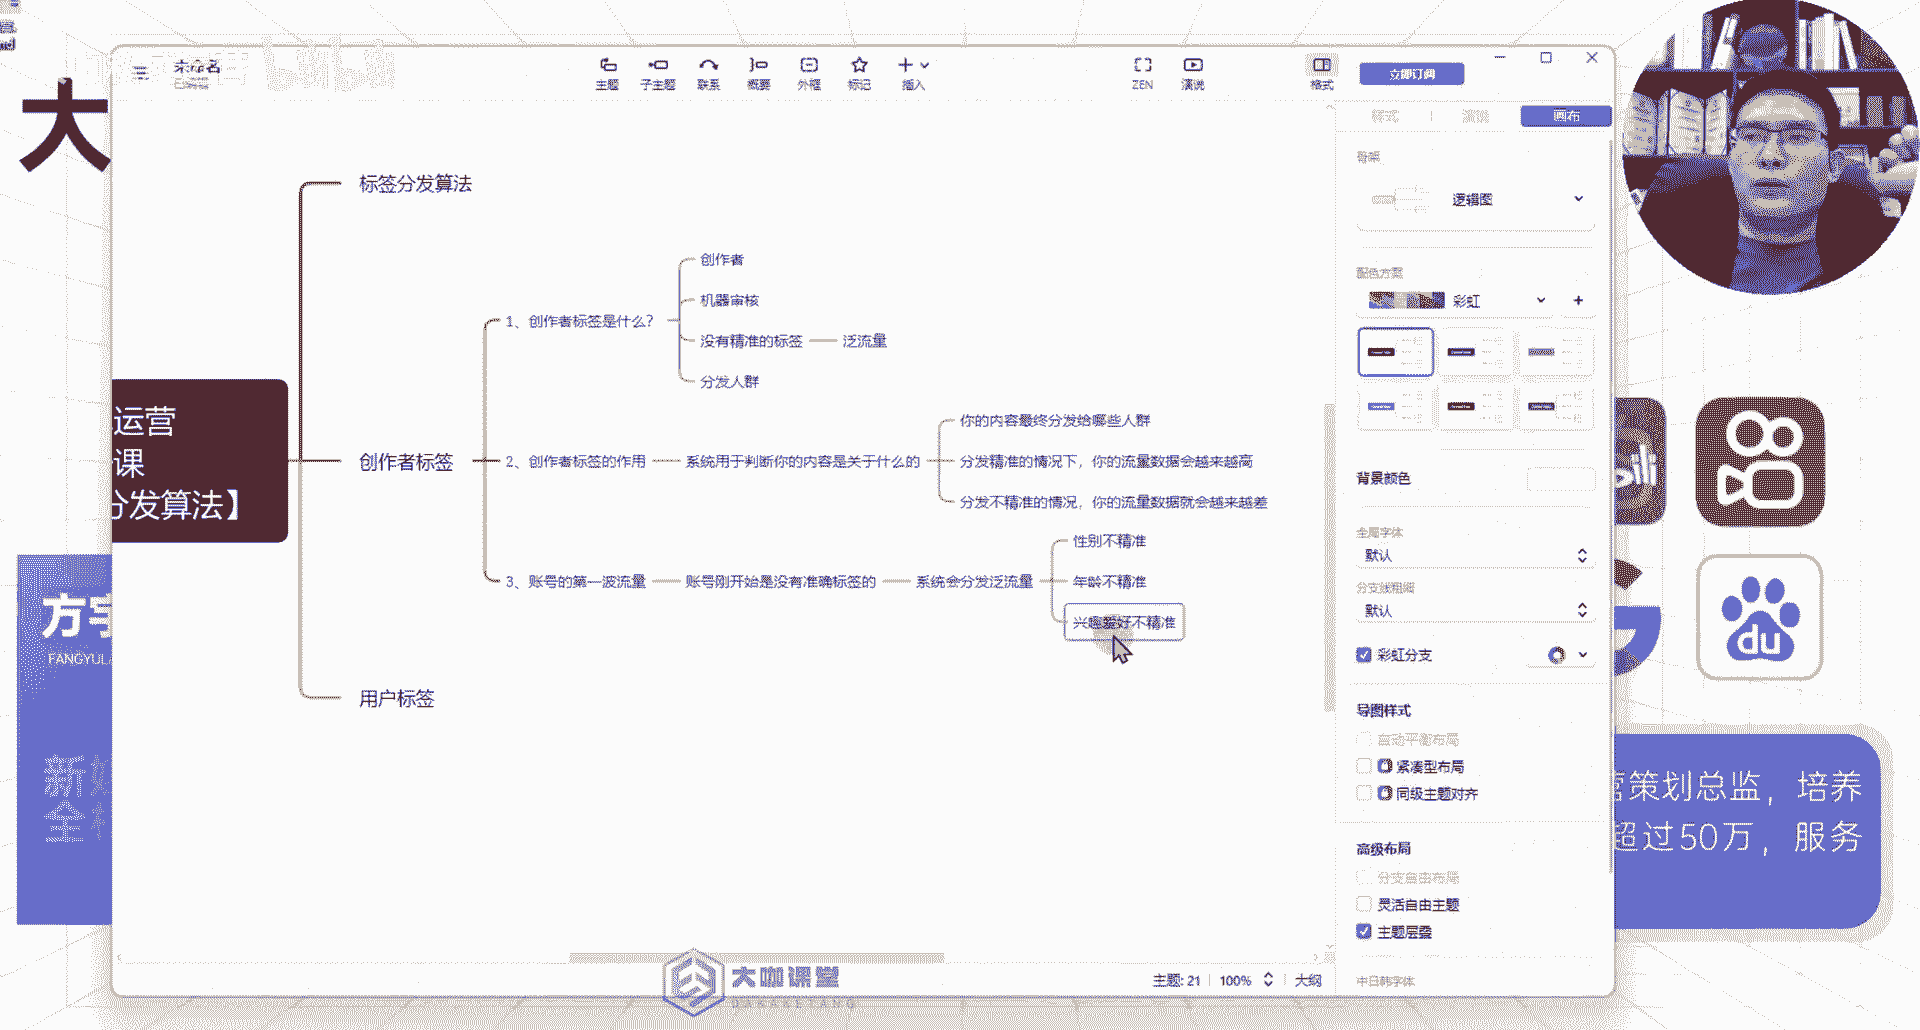 大
未命名
主题
子主题
联系
概要
外框
标记
插入
ZEN
演说
格式
立即订阅
样式
演说
画布
骨架
逻辑图
配色方案
彩虹
背景颜色
全局字体
默认
分支线粗细
默认
彩虹分支
导图样式
自动平衡布局
紧凑型布局
同级主题对齐
高级布局
分支自由布局
灵活自由主题
主题层叠
中日韩字体
运营
课
分发算法】
标签分发算法
创作者标签
用户标签
1、创作者标签是什么？
创作者
机器审核
没有精准的标签
泛流量
分发人群
2、创作者标签的作用
系统用于判断你的内容是关于什么的
你的内容最终分发给哪些人群
分发精准的情况下，你的流量数据会越来越高
分发不精准的情况，你的流量数据就会越来越差
3、账号的第一波流量
账号刚开始是没有准确标签的
系统会分发泛流量
性别不精准
年龄不精准
兴趣爱好不精准
主题: 21
100%
大纲
大咖课堂
DAKAKETANG
方
FANGYUL
新
全
du
营策划总监，培养
超过50万，服务